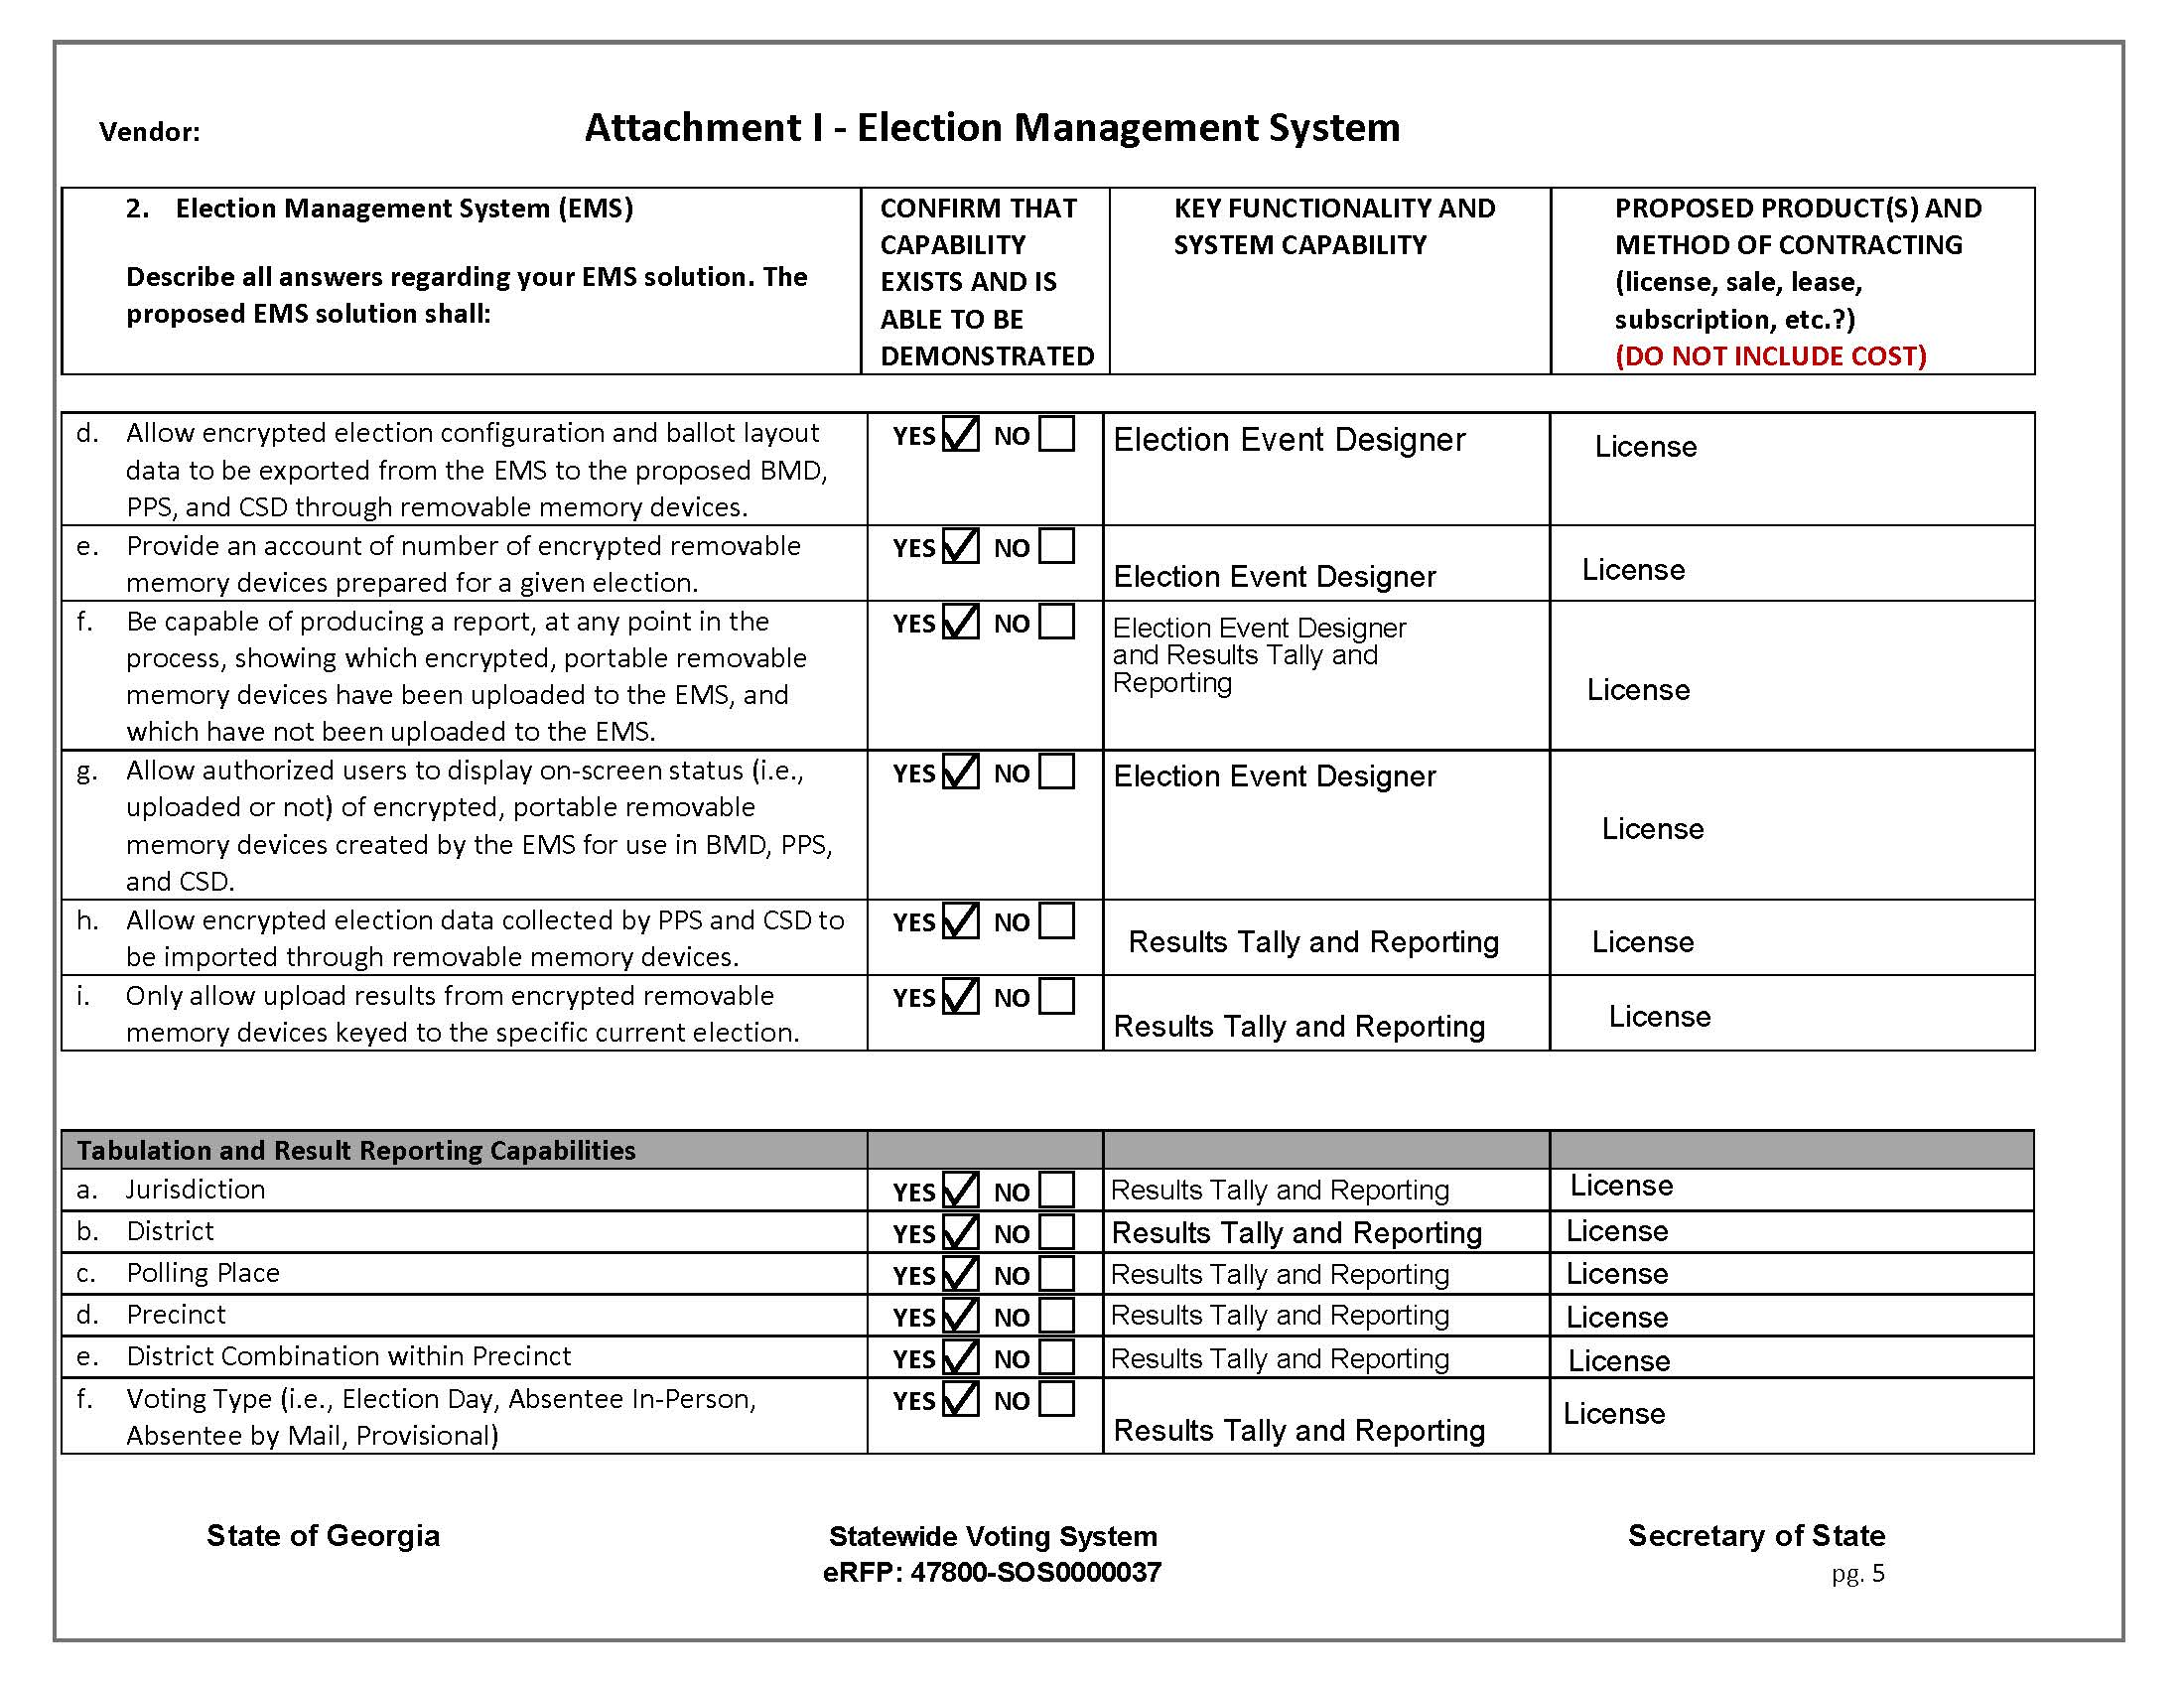 Vendor:
Attachment I - Election Management System
2. Election Management System (EMS)
Describe all answers regarding your EMS solution. The
proposed EMS solution shall:
CONFIRM THAT
CAPABILITY
EXISTS AND IS
ABLE TO BE
DEMONSTRATED
KEY FUNCTIONALITY AND
SYSTEM CAPABILITY
PROPOSED PRODUCT(S) AND
METHOD OF CONTRACTING
(license, sale, lease,
subscription, etc.?)
(DO NOT INCLUDE COST)
d. Allow encrypted election configuration and ballot layout
data to be exported from the EMS to the proposed BMD,
PPS, and CSD through removable memory devices.
YES NO
Election Event Designer
License
e. Provide an account of number of encrypted removable
memory devices prepared for a given election.
YES NO
Election Event Designer
License
f. Be capable of producing a report, at any point in the
process, showing which encrypted, portable removable
memory devices have been uploaded to the EMS, and
which have not been uploaded to the EMS.
YES NO
Election Event Designer
and Results Tally and
Reporting
License
g. Allow authorized users to display on-screen status (i.e.,
uploaded or not) of encrypted, portable removable
memory devices created by the EMS for use in BMD, PPS,
and CSD.
YES NO
Election Event Designer
License
h. Allow encrypted election data collected by PPS and CSD to
be imported through removable memory devices.
YES NO
Results Tally and Reporting
License
i. Only allow upload results from encrypted removable
memory devices keyed to the specific current election.
YES NO
Results Tally and Reporting
License
Tabulation and Result Reporting Capabilities
a. Jurisdiction YES NO Results Tally and Reporting License
b. District YES NO Results Tally and Reporting License
c. Polling Place YES NO Results Tally and Reporting License
d. Precinct YES NO Results Tally and Reporting License
e. District Combination within Precinct YES NO Results Tally and Reporting License
f. Voting Type (i.e., Election Day, Absentee In-Person,
Absentee by Mail, Provisional)
YES NO
Results Tally and Reporting
License
State of Georgia
Statewide Voting System
eRFP: 47800-SOS0000037
Secretary of State
pg. 5